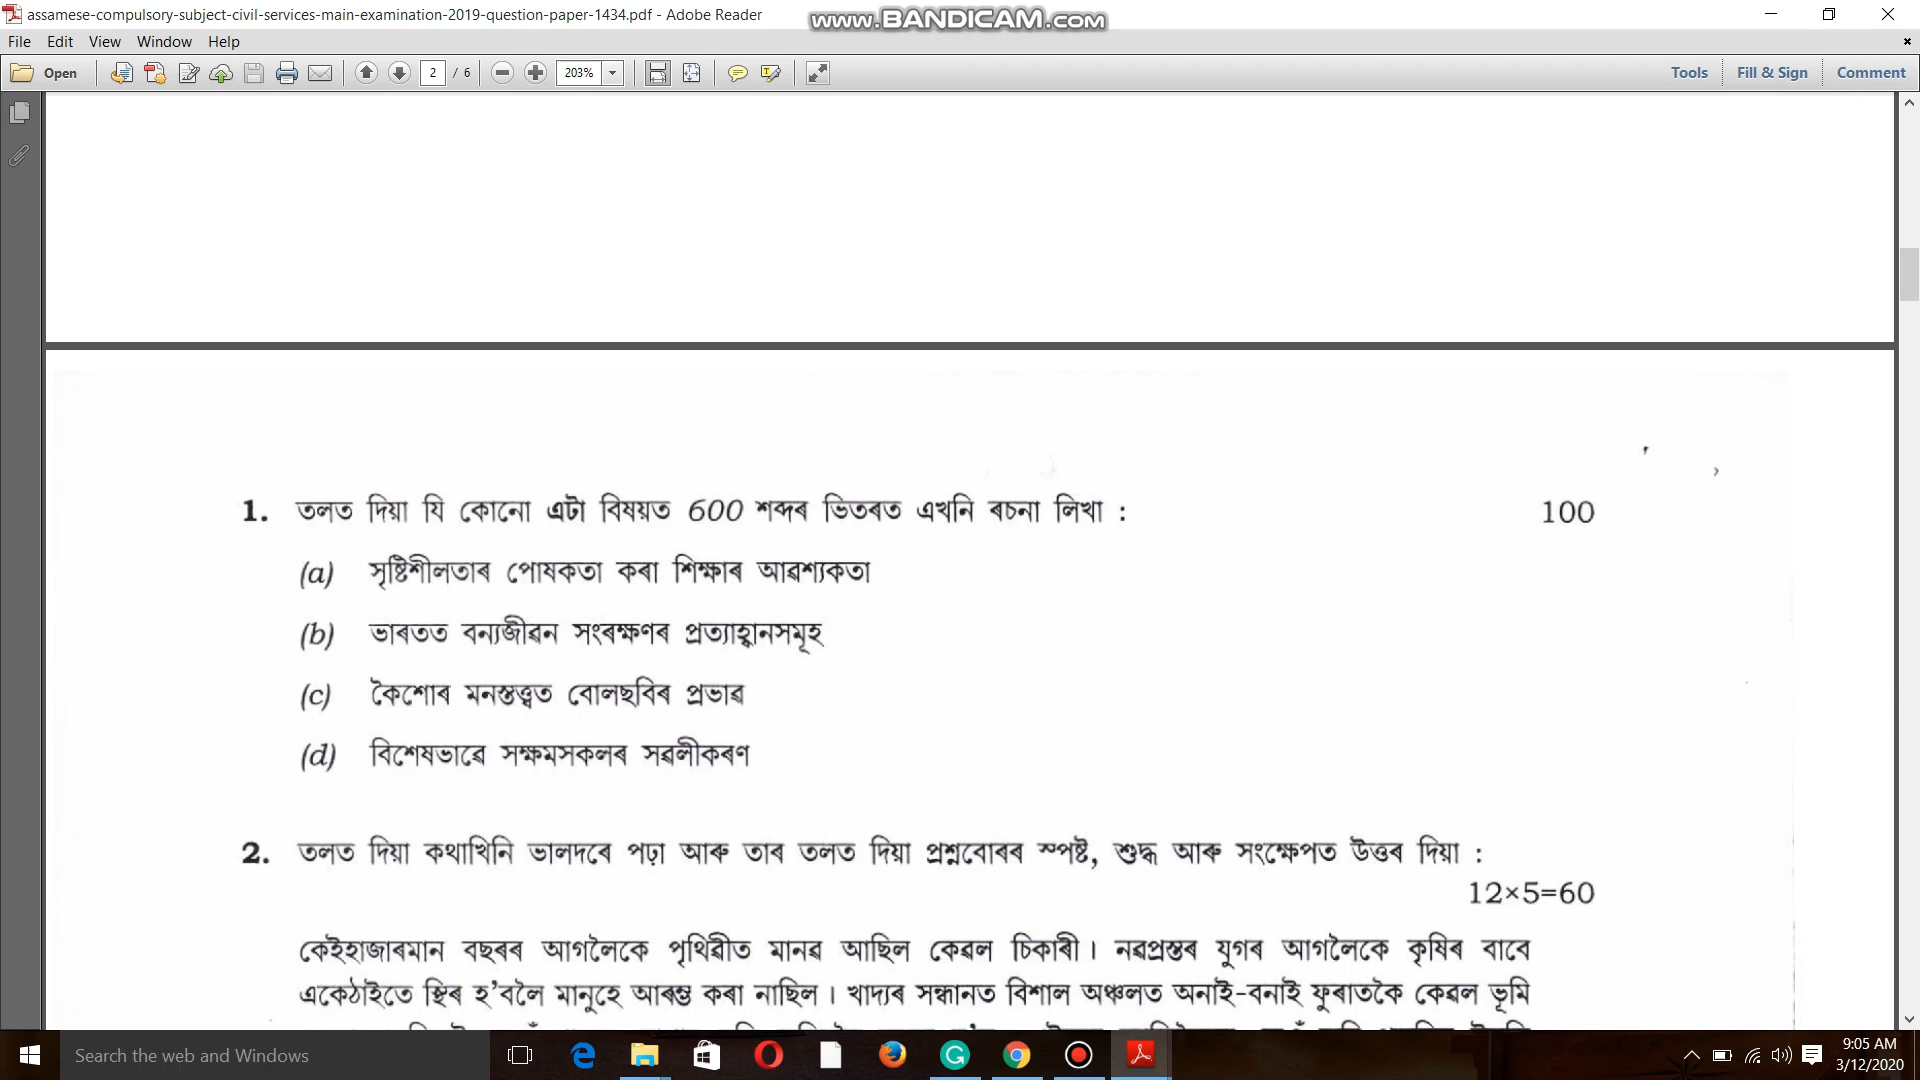 assamese-compulsory-subject-civil-services-main-examination-2019-question-paper-1434.pdf - Adobe Reader
www.BANDICAM.com
File Edit View Window Help
Open 2 / 6 203% Tools Fill & Sign Comment
1. তলত দিয়া যি কোনো এটা বিষয়ত 600 শব্দৰ ভিতৰত এখনি ৰচনা লিখা : 100
(a) সৃষ্টিশীলতাৰ পোষকতা কৰা শিক্ষাৰ আৱশ্যকতা
(b) ভাৰতত বন্যজীৱন সংৰক্ষণৰ প্ৰত্যাহ্বানসমূহ
(c) কৈশোৰ মনস্তত্ত্বত বোলছবিৰ প্ৰভাৱ
(d) বিশেষভাৱে সক্ষমসকলৰ সৱলীকৰণ
2. তলত দিয়া কথাখিনি ভালদৰে পঢ়া আৰু তাৰ তলত দিয়া প্ৰশ্নবোৰৰ স্পষ্ট, শুদ্ধ আৰু সংক্ষেপত উত্তৰ দিয়া :
12×5=60
কেইহাজাৰমান বছৰৰ আগলৈকে পৃথিৱীত মানৱ আছিল কেৱল চিকাৰী। নৱপ্ৰস্তৰ যুগৰ আগলৈকে কৃষিৰ বাবে
একেঠাইতে স্থিৰ হ’বলৈ মানুহে আৰম্ভ কৰা নাছিল। খাদ্যৰ সন্ধানত বিশাল অঞ্চলত অনাই-বনাই ফুৰাতকৈ কেৱল ভূমি
Search the web and Windows
9:05 AM
3/12/2020